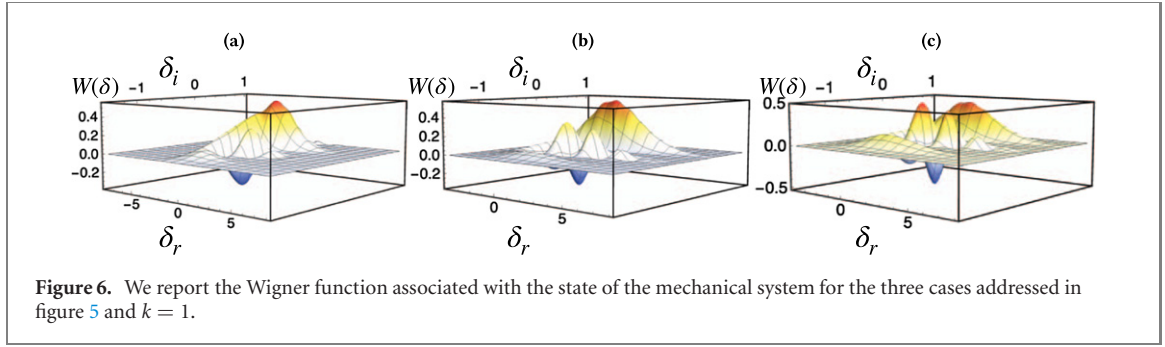 (a) (b) (c)
W(δ) −1 δi 0 1
0.4
0.2
0.0
−0.2
−5 0 5
δr
W(δ) −1 δi 0 1
0.4
0.2
0.0
−0.2
0 5
δr
W(δ) −1 δi 0 1
0.5
0.0
−0.5
0 5
δr
Figure 6. We report the Wigner function associated with the state of the mechanical system for the three cases addressed in
figure 5 and k = 1.